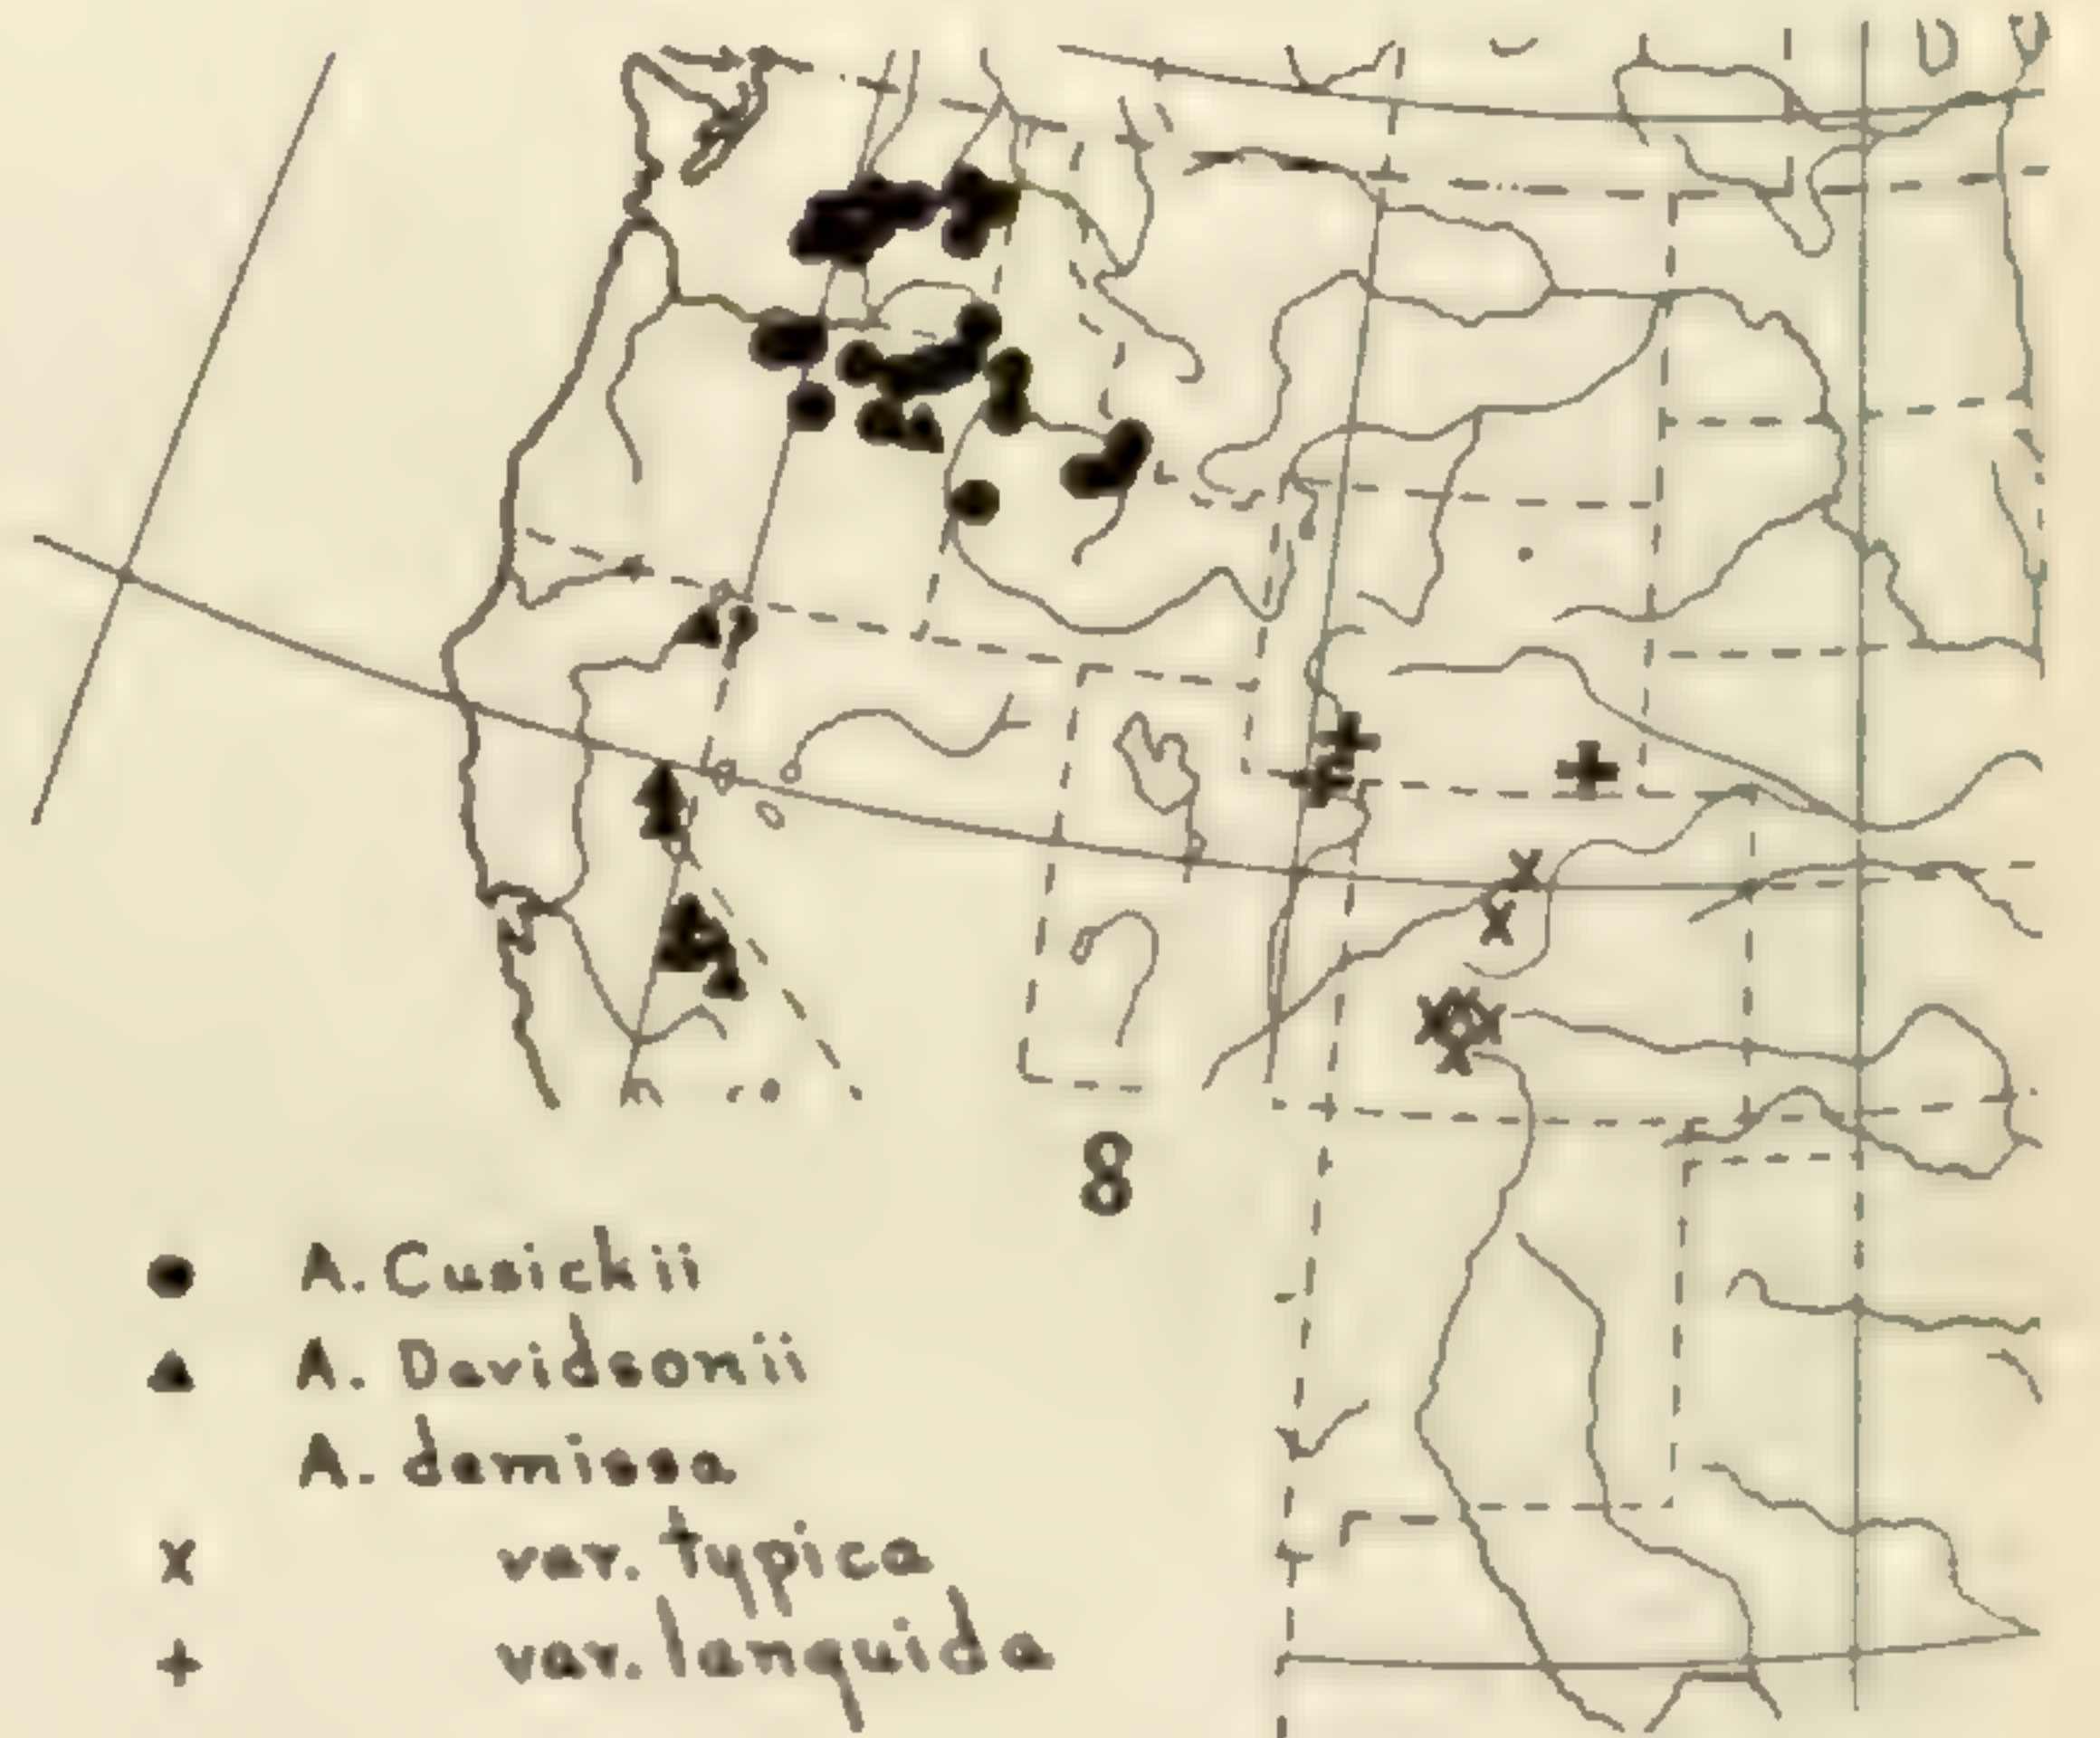 8
A. Cusickii
A. Davidsonii
A. demissa
var. typica
var. languida